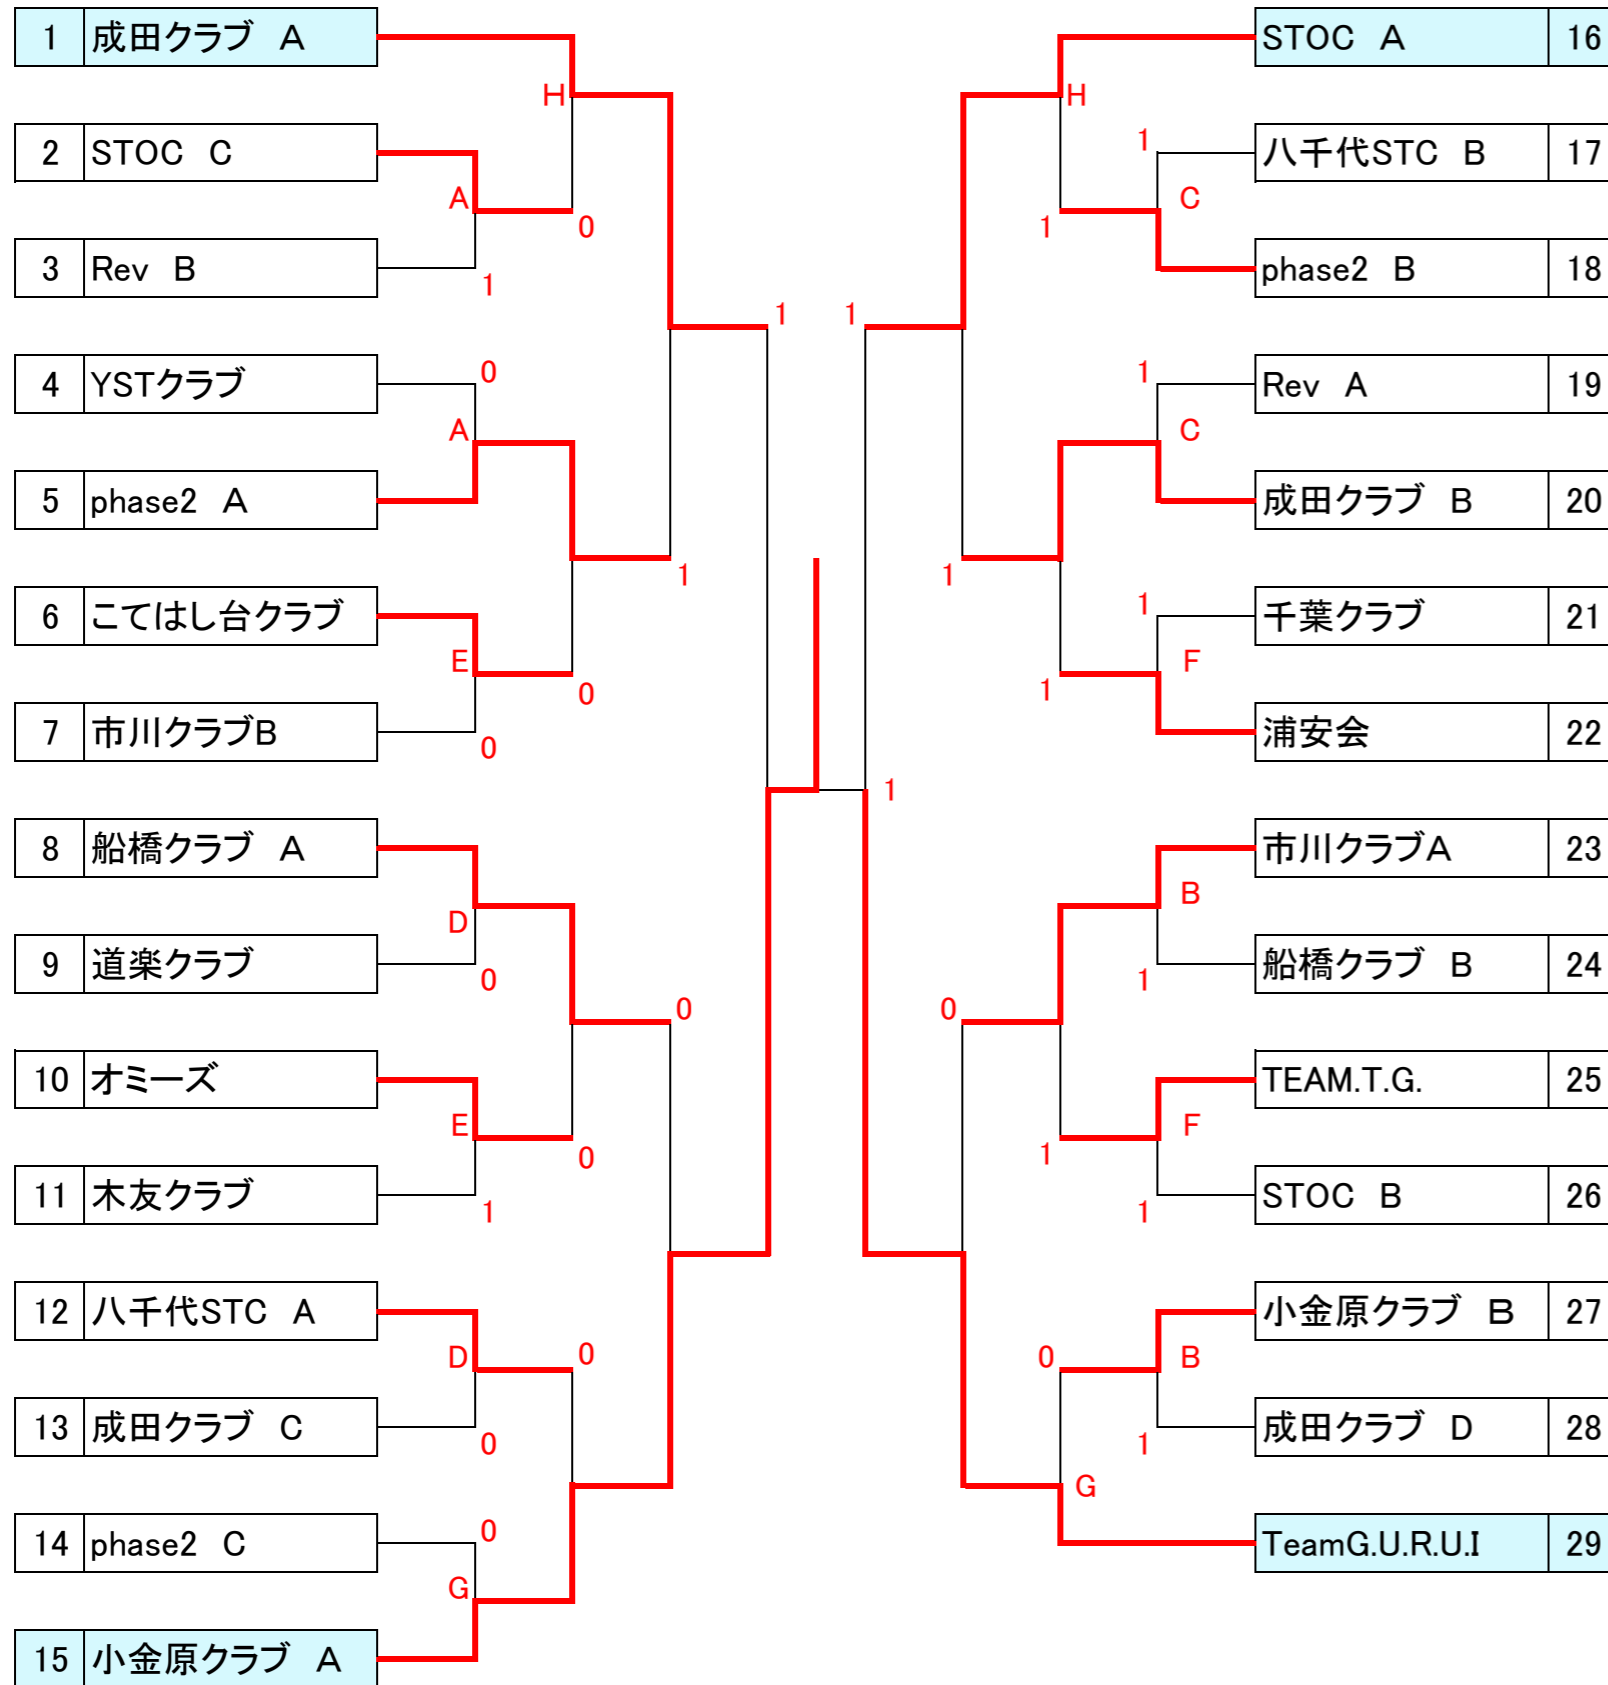 1 成田クラブ A
H
2 STOC C
A
0
3 Rev B
1
1
0
4 YSTクラブ
A
5 phase2 A
1
6 こてはし台クラブ
E
0
7 市川クラブB
0
8 船橋クラブ A
D
9 道楽クラブ
0
0
10 オミーズ
E
0
11 木友クラブ
1
12 八千代STC A
0
D
13 成田クラブ C
0
0
14 phase2 C
G
15 小金原クラブ A
STOC A 16
H
1
八千代STC B 17
C
1
phase2 B 18
1
1
Rev A 19
C
成田クラブ B 20
1
1
千葉クラブ 21
F
1
浦安会 22
1
市川クラブA 23
B
船橋クラブ B 24
1
0
TEAM.T.G. 25
F
1
STOC B 26
1
小金原クラブ B 27
0
B
成田クラブ D 28
1
G
TeamG.U.R.U.I 29